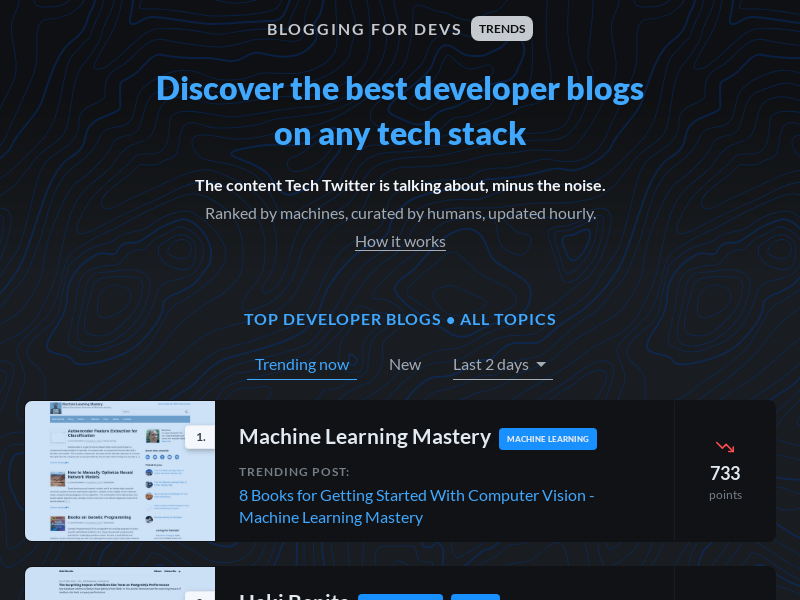 BLOGGING FOR DEVS TRENDS
Discover the best developer blogs
on any tech stack
The content Tech Twitter is talking about, minus the noise.
Ranked by machines, curated by humans, updated hourly.
How it works
TOP DEVELOPER BLOGS • ALL TOPICS
Trending now New Last 2 days
Machine Learning Mastery
Autoencoder Feature Extraction for
Classification
How to Manually Optimize Neural
Network Models
Books on Genetic Programming
1.
Machine Learning Mastery MACHINE LEARNING
TRENDING POST:
8 Books for Getting Started With Computer Vision -
Machine Learning Mastery
733
points
Haki Benita